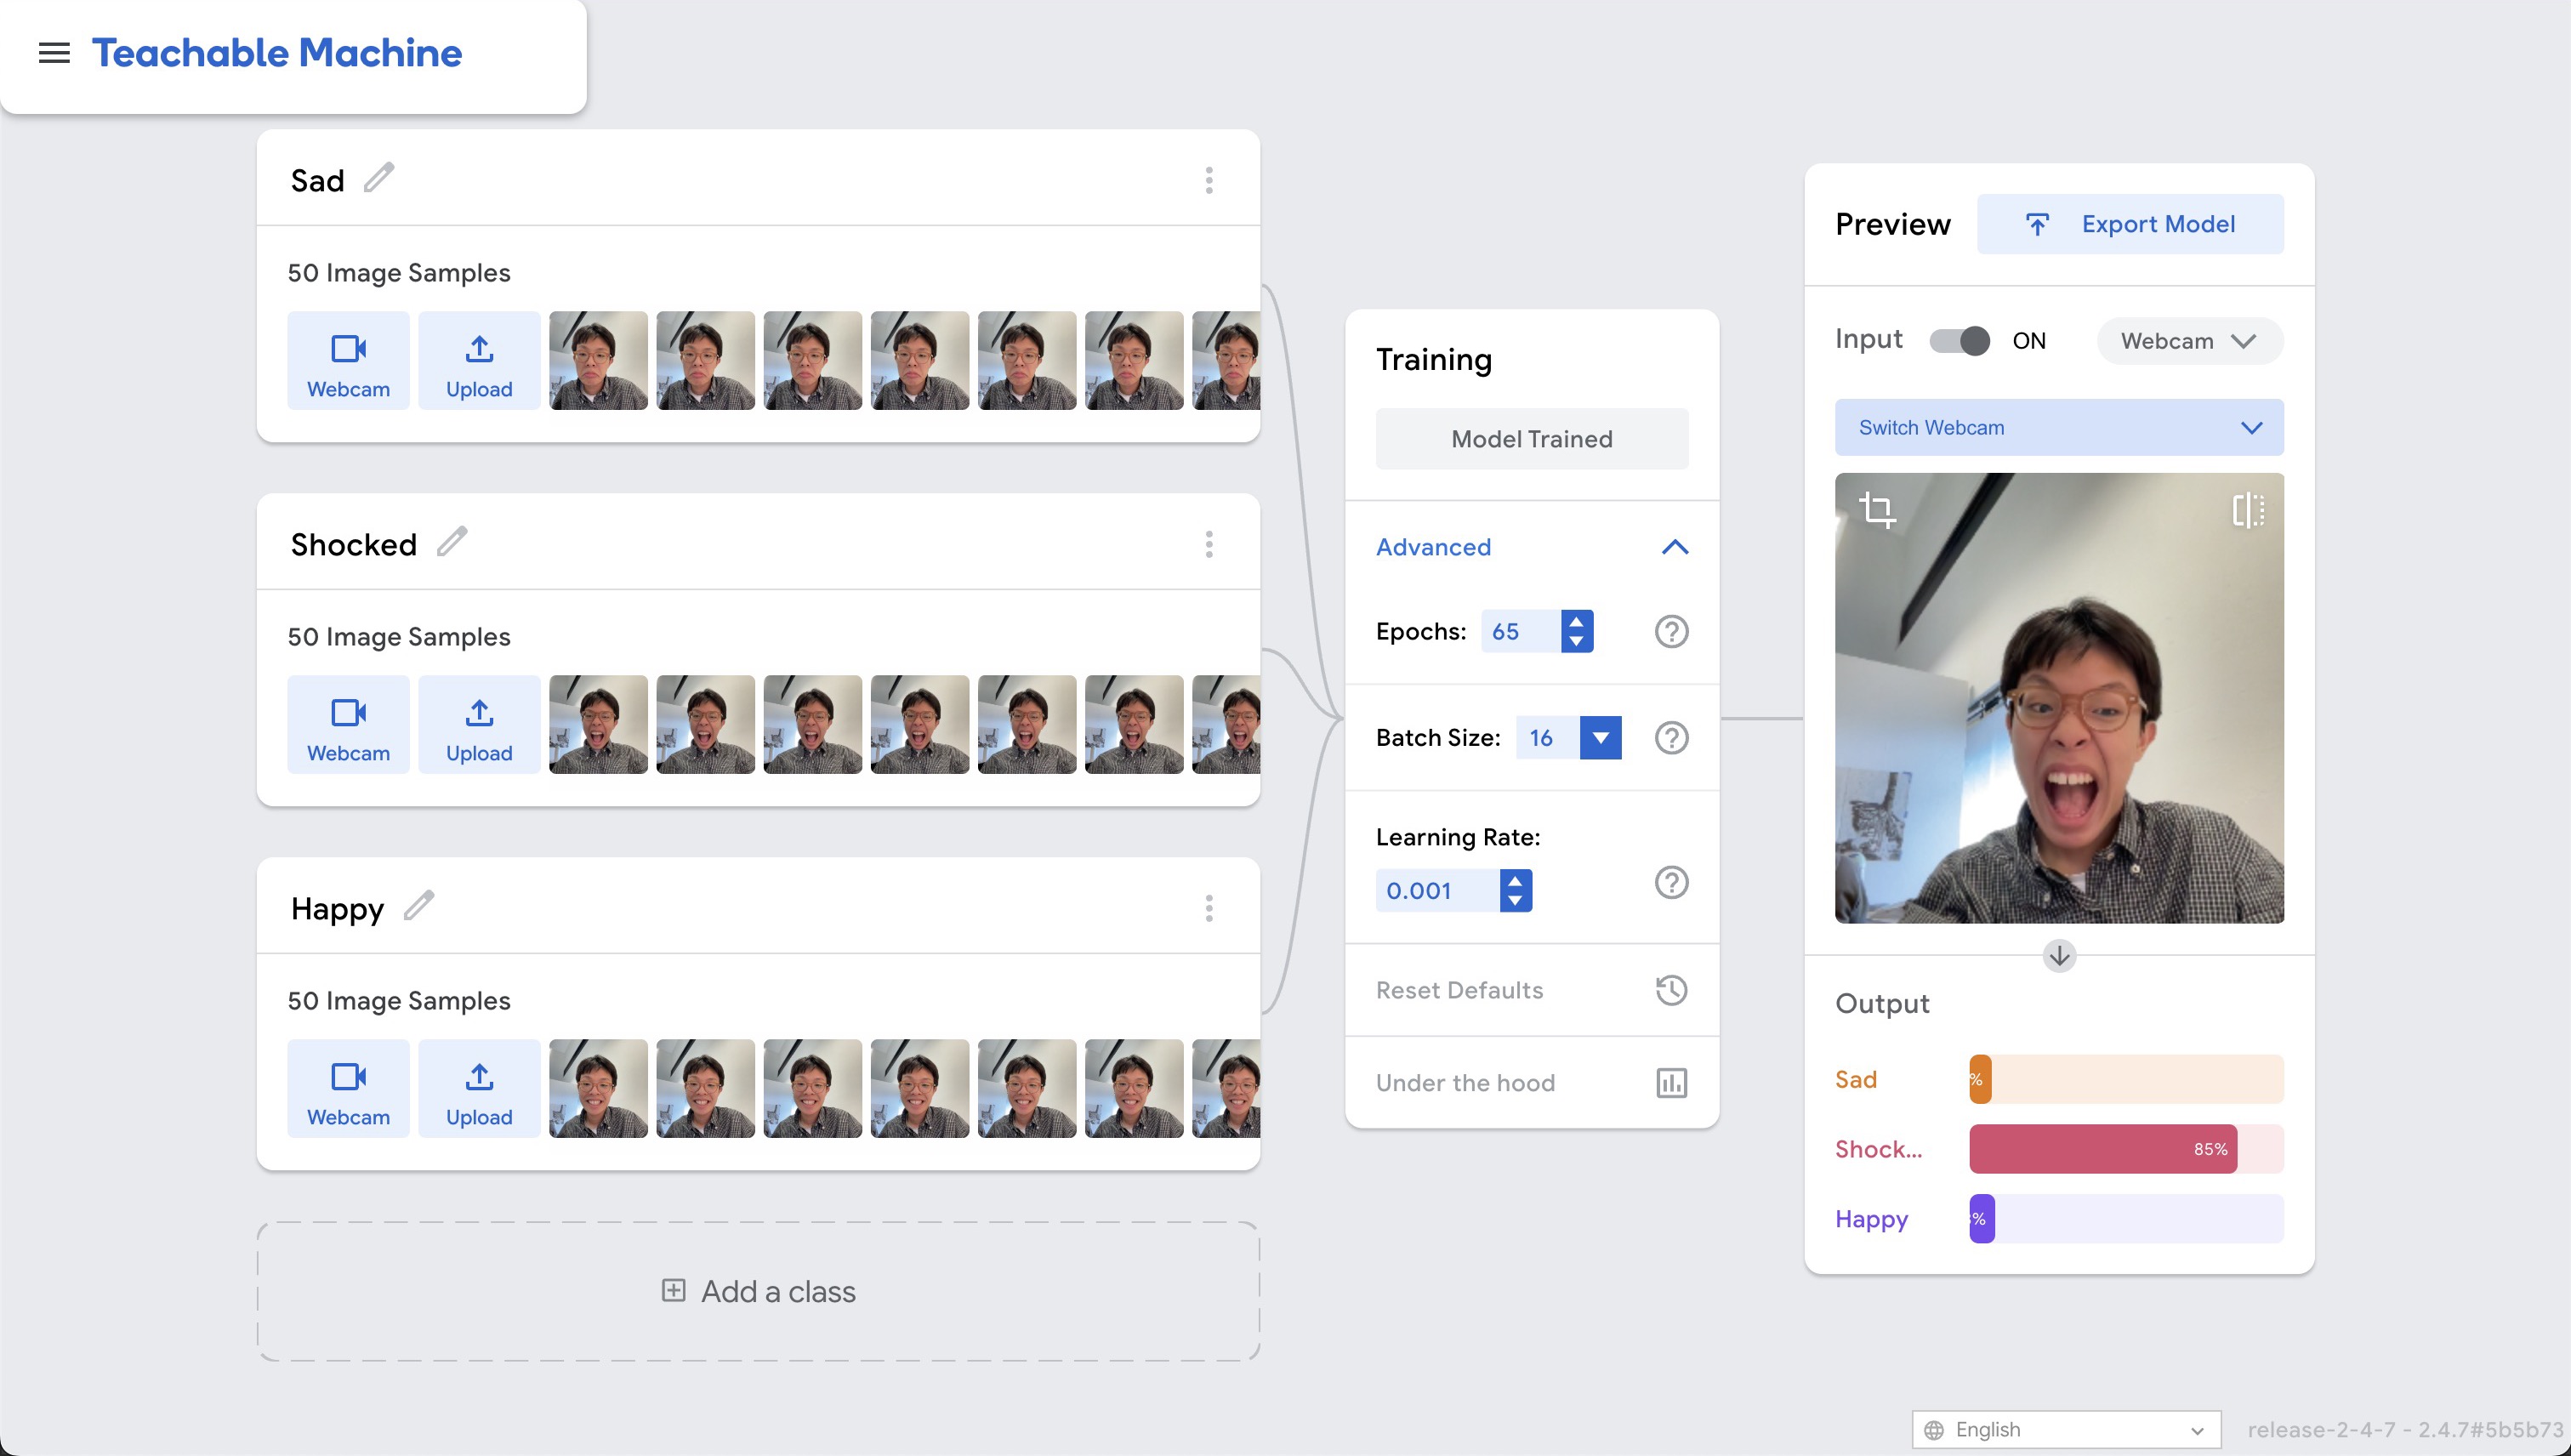 Teachable Machine
Sad
50 Image Samples
Webcam
Upload
Shocked
50 Image Samples
Webcam
Upload
Happy
50 Image Samples
Webcam
Upload
Add a class
Training
Model Trained
Advanced
Epochs: 65
Batch Size: 16
Learning Rate:
0.001
Reset Defaults
Under the hood
Preview
Export Model
Input ON Webcam
Switch Webcam
Output
Sad %
Shock... 85%
Happy %
English
release-2-4-7 - 2.4.7#5b5b73